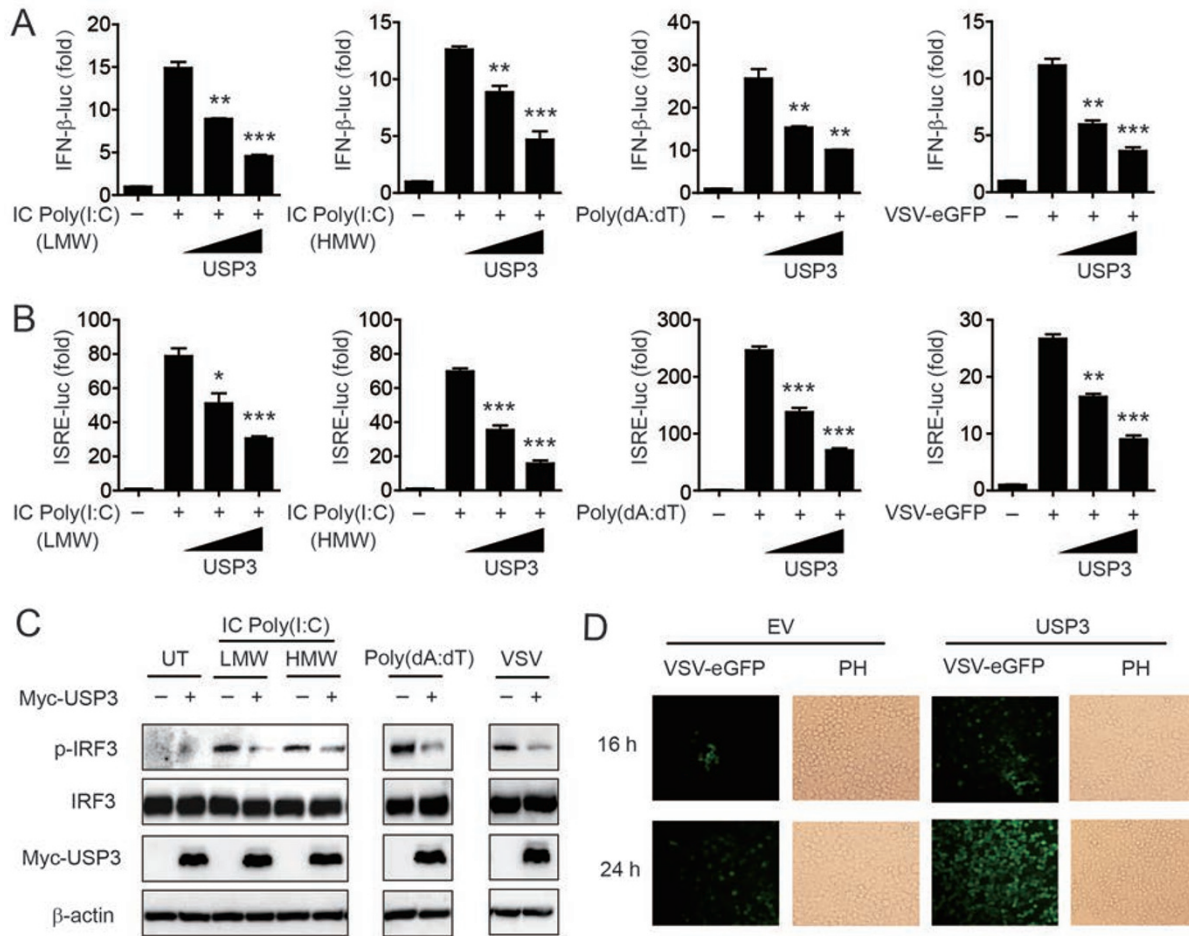 A
IFN-β-luc (fold)
20
15
10
5
0
** ***
IC Poly(I:C) – + + +
(LMW)
USP3
IFN-β-luc (fold)
15
10
5
0
** ***
IC Poly(I:C) – + + +
(HMW)
USP3
IFN-β-luc (fold)
40
30
20
10
0
** **
Poly(dA:dT) – + + +
USP3
IFN-β-luc (fold)
15
10
5
0
** ***
VSV-eGFP – + + +
USP3
B
ISRE-luc (fold)
100
80
60
40
20
0
* ***
IC Poly(I:C) – + + +
(LMW)
USP3
ISRE-luc (fold)
100
80
60
40
20
0
*** ***
IC Poly(I:C) – + + +
(HMW)
USP3
ISRE-luc (fold)
300
200
100
0
*** ***
Poly(dA:dT) – + + +
USP3
ISRE-luc (fold)
30
20
10
0
** ***
VSV-eGFP – + + +
USP3
C
IC Poly(I:C)
UT LMW HMW Poly(dA:dT) VSV
Myc-USP3 – + – + – + – + – +
p-IRF3
IRF3
Myc-USP3
β-actin
D
EV USP3
VSV-eGFP PH VSV-eGFP PH
16 h
24 h